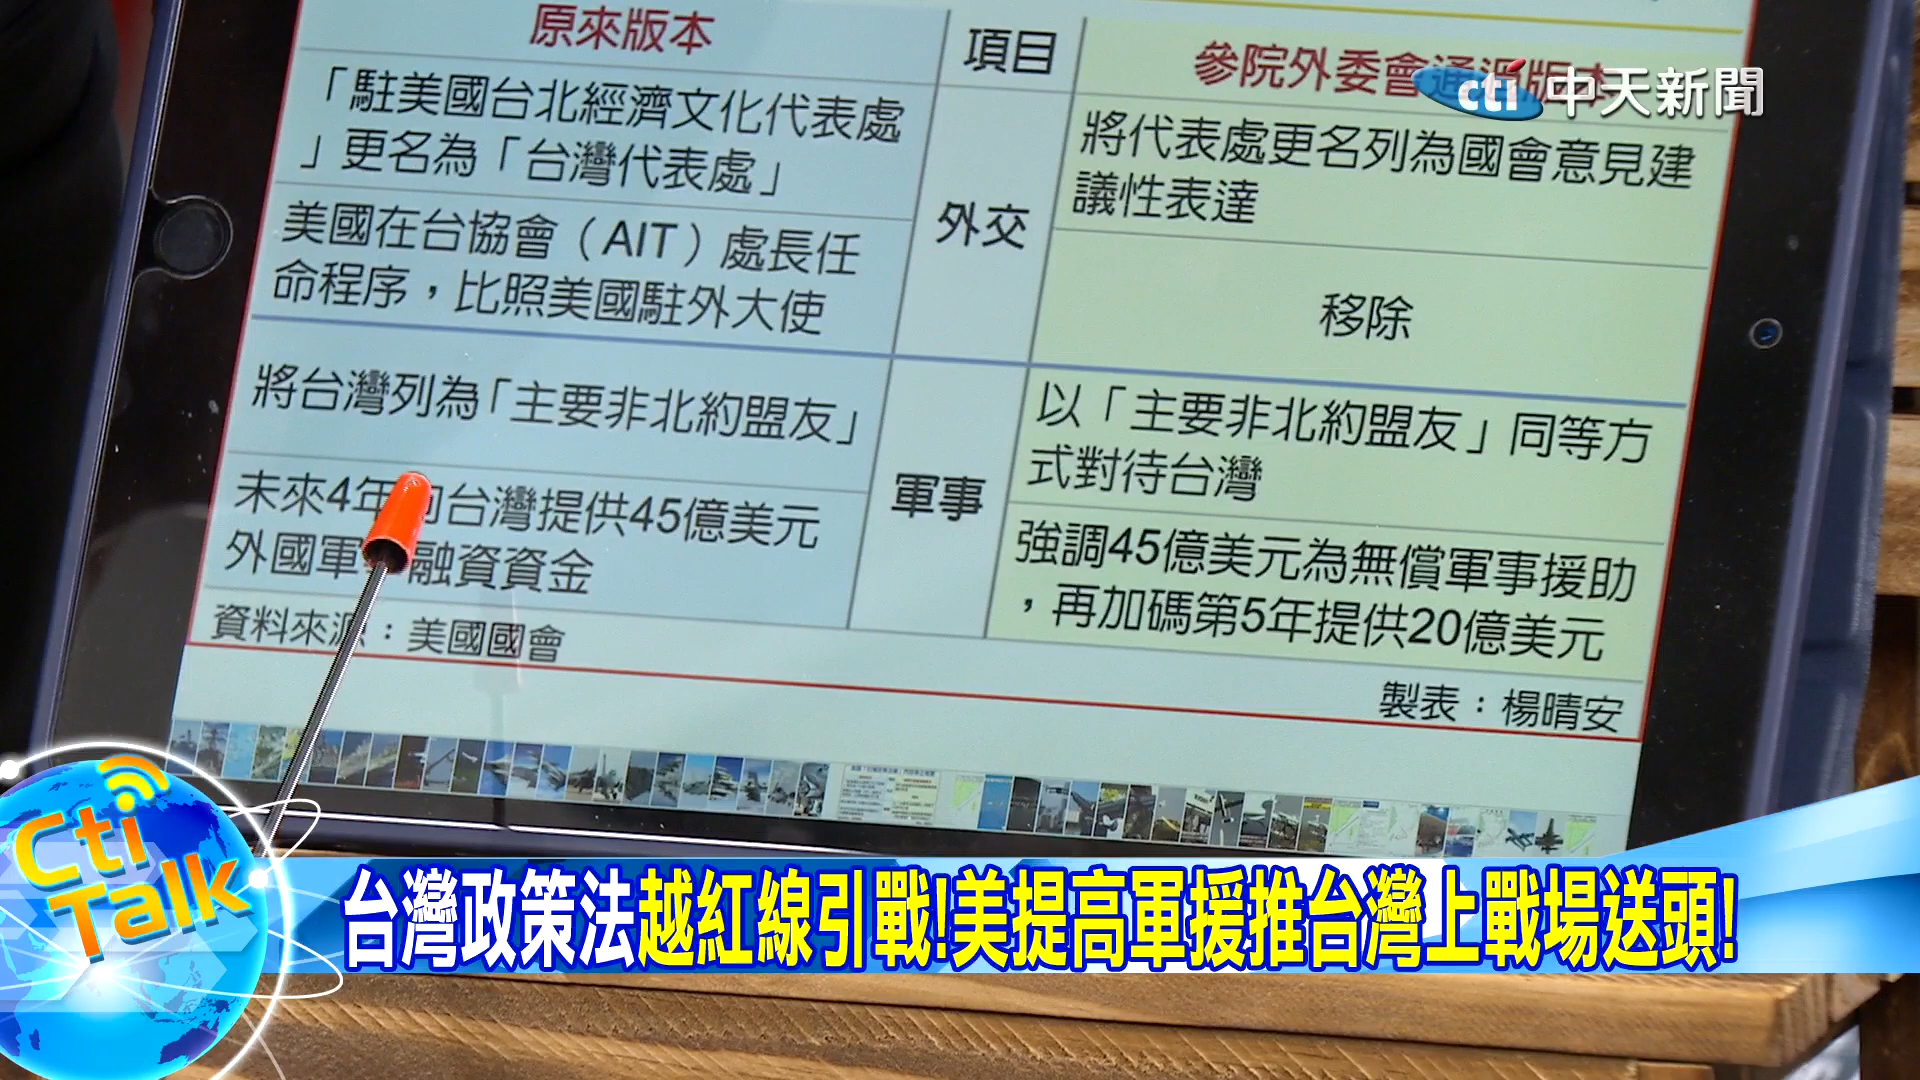 原來版本
項目
參院外委會通過版本
cti 中天新聞
「駐美國台北經濟文化代表處
」更名為「台灣代表處」
外交
將代表處更名列為國會意見建
議性表達
美國在台協會（AIT）處長任
命程序，比照美國駐外大使
移除
將台灣列為「主要非北約盟友」
軍事
以「主要非北約盟友」同等方
式對待台灣
未來4年向台灣提供45億美元
外國軍 融資資金
強調45億美元為無償軍事援助
，再加碼第5年提供20億美元
資料來源：美國國會
製表：楊晴安
Cti
Talk
台灣政策法越紅線引戰!美提高軍援推台灣上戰場送頭!